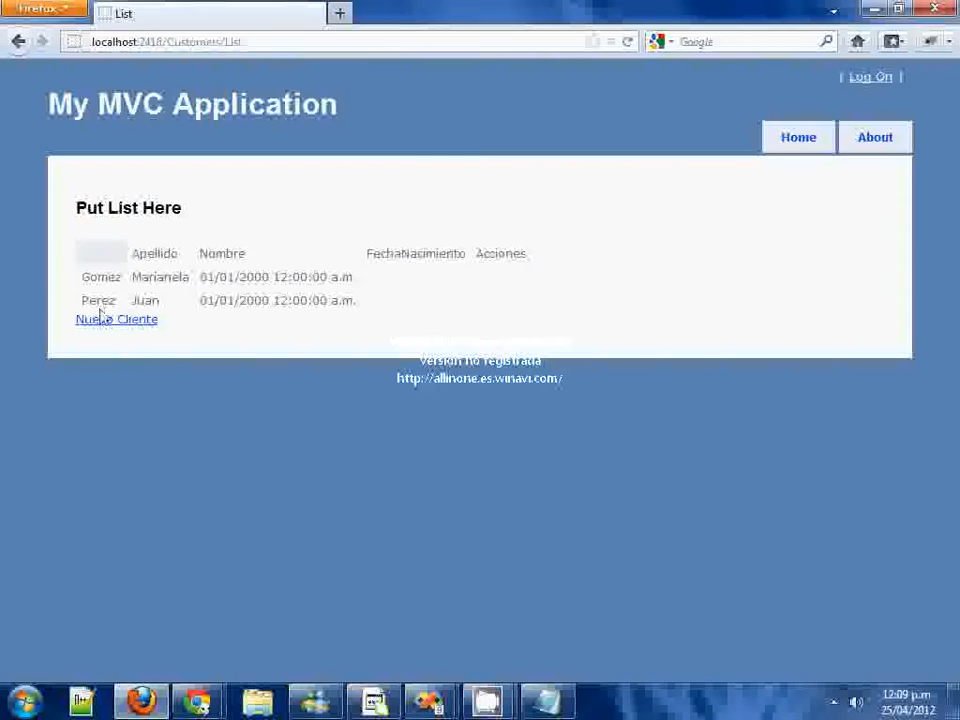 Firefox
List
localhost:2418/Customers/List
Google
| Log On |
My MVC Application
Home
About
Put List Here
Apellido Nombre FechaNacimiento Acciones
Gomez Marianela 01/01/2000 12:00:00 a.m
Perez Juan 01/01/2000 12:00:00 a.m.
Nuevo Cliente
version no registrada
http://allinone.es.winavi.com/
12:09 p.m
25/04/2012